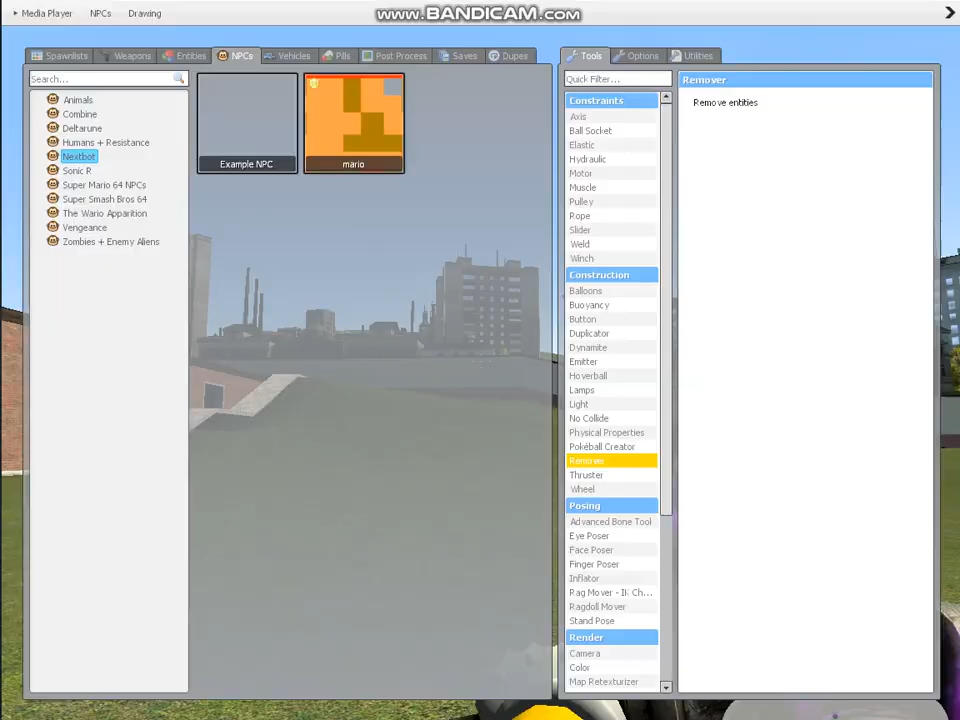 Media Player NPCs Drawing
www.BANDICAM.com
Spawnlists Weapons Entities NPCs Vehicles Pills Post Process Saves Dupes
Tools Options Utilities
Search...
Animals
Combine
Deltarune
Humans + Resistance
Nextbot
Sonic R
Super Mario 64 NPCs
Super Smash Bros 64
The Wario Apparition
Vengeance
Zombies + Enemy Aliens
Example NPC
mario
Quick Filter...
Constraints
Axis
Ball Socket
Elastic
Hydraulic
Motor
Muscle
Pulley
Rope
Slider
Weld
Winch
Construction
Balloons
Buoyancy
Button
Duplicator
Dynamite
Emitter
Hoverball
Lamps
Light
No Collide
Physical Properties
Pokéball Creator
Remover
Thruster
Wheel
Posing
Advanced Bone Tool
Eye Poser
Face Poser
Finger Poser
Inflator
Rag Mover - IK Ch...
Ragdoll Mover
Stand Pose
Render
Camera
Color
Map Retexturizer
Remover
Remove entities